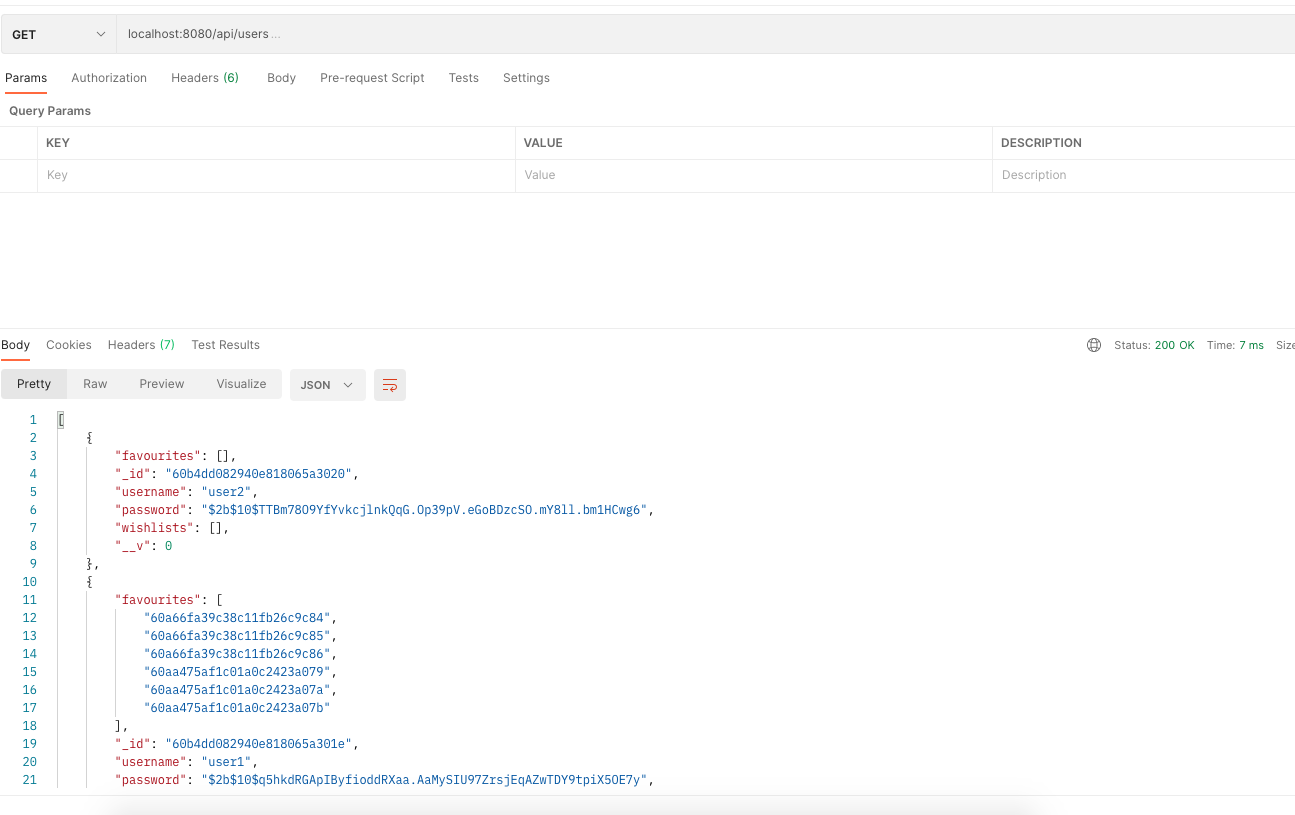 GET localhost:8080/api/users ...
Params Authorization Headers (6) Body Pre-request Script Tests Settings
Query Params
KEY VALUE DESCRIPTION
Key Value Description
Body Cookies Headers (7) Test Results Status: 200 OK Time: 7 ms Size
Pretty Raw Preview Visualize JSON
1 [
2 {
3 "favourites": [],
4 "_id": "60b4dd082940e818065a3020",
5 "username": "user2",
6 "password": "$2b$10$TTBm78O9YfYvkcjlnkQqG.Op39pV.eGoBDzcSO.mY8ll.bm1HCwg6",
7 "wishlists": [],
8 "__v": 0
9 },
10 {
11 "favourites": [
12 "60a66fa39c38c11fb26c9c84",
13 "60a66fa39c38c11fb26c9c85",
14 "60a66fa39c38c11fb26c9c86",
15 "60aa475af1c01a0c2423a079",
16 "60aa475af1c01a0c2423a07a",
17 "60aa475af1c01a0c2423a07b"
18 ],
19 "_id": "60b4dd082940e818065a301e",
20 "username": "user1",
21 "password": "$2b$10$q5hkdRGApIByfioddRXaa.AaMySIU97ZrsjEqAZwTDY9tpiX5OE7y",